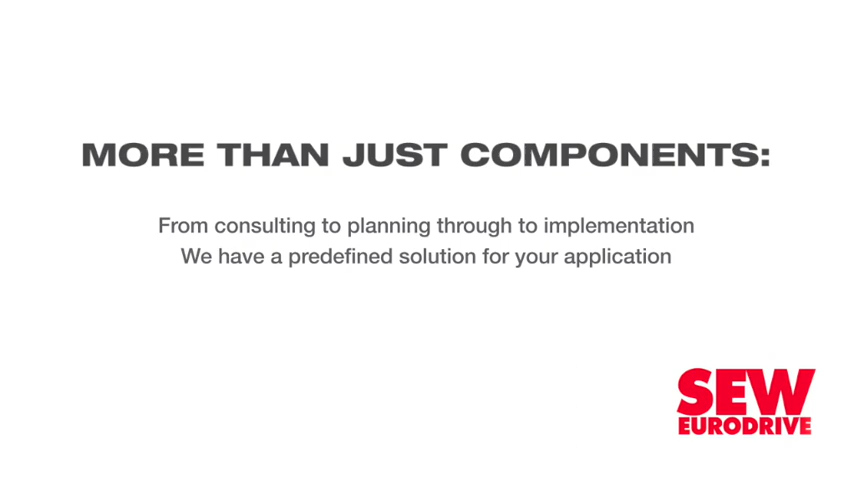 MORE THAN JUST COMPONENTS:
From consulting to planning through to implementation
We have a predefined solution for your application
SEW
EURODRIVE